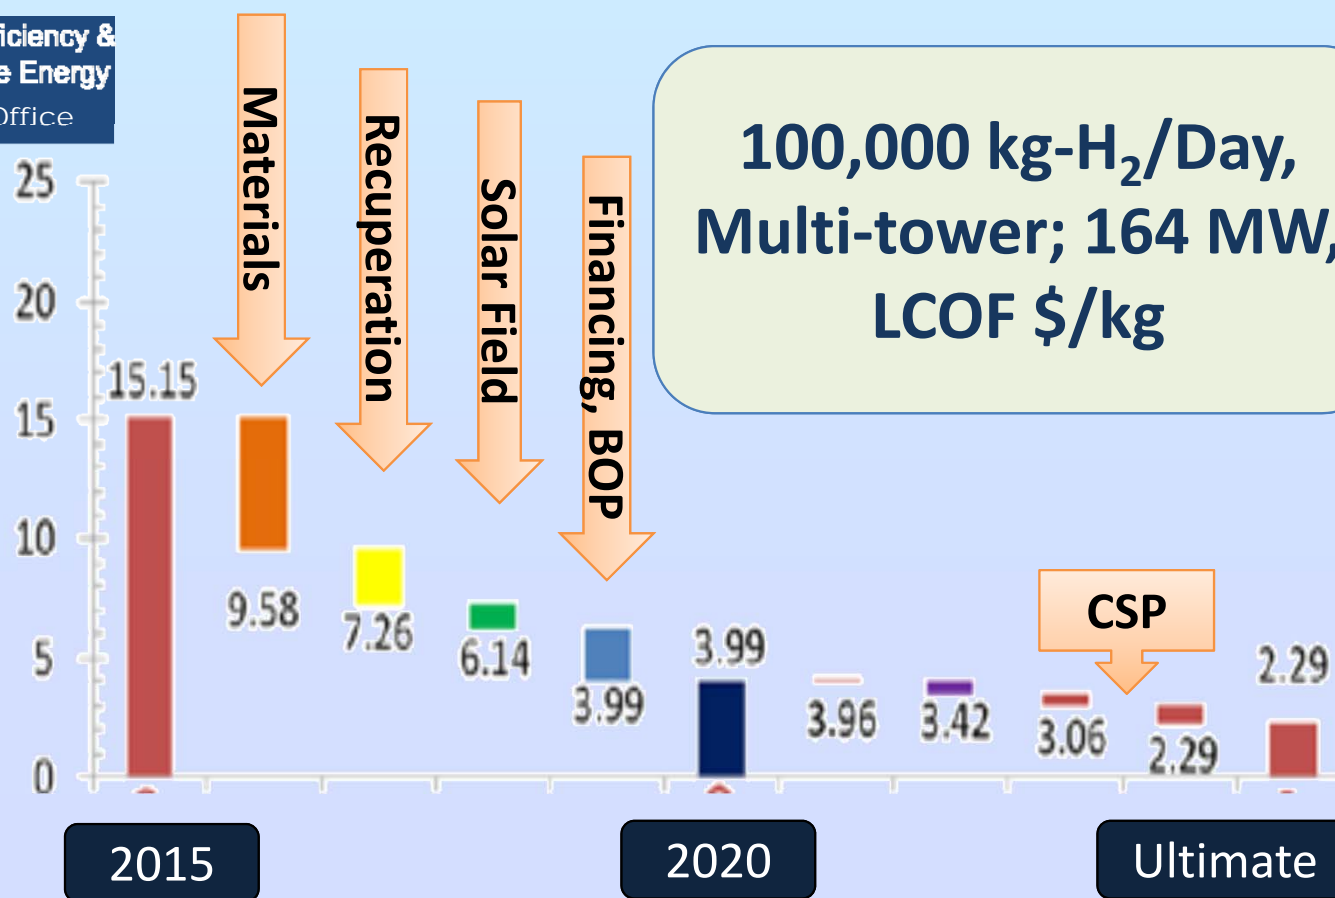 ficiency &
e Energy
Office
Materials
Recuperation
Solar Field
Financing, BOP
100,000 kg-H₂/Day,
Multi-tower; 164 MW,
LCOF $/kg
25
20
15
10
5
0
15.15
9.58
7.26
6.14
3.99
3.99
3.96
3.42
3.06
2.29
2.29
CSP
2015
2020
Ultimate